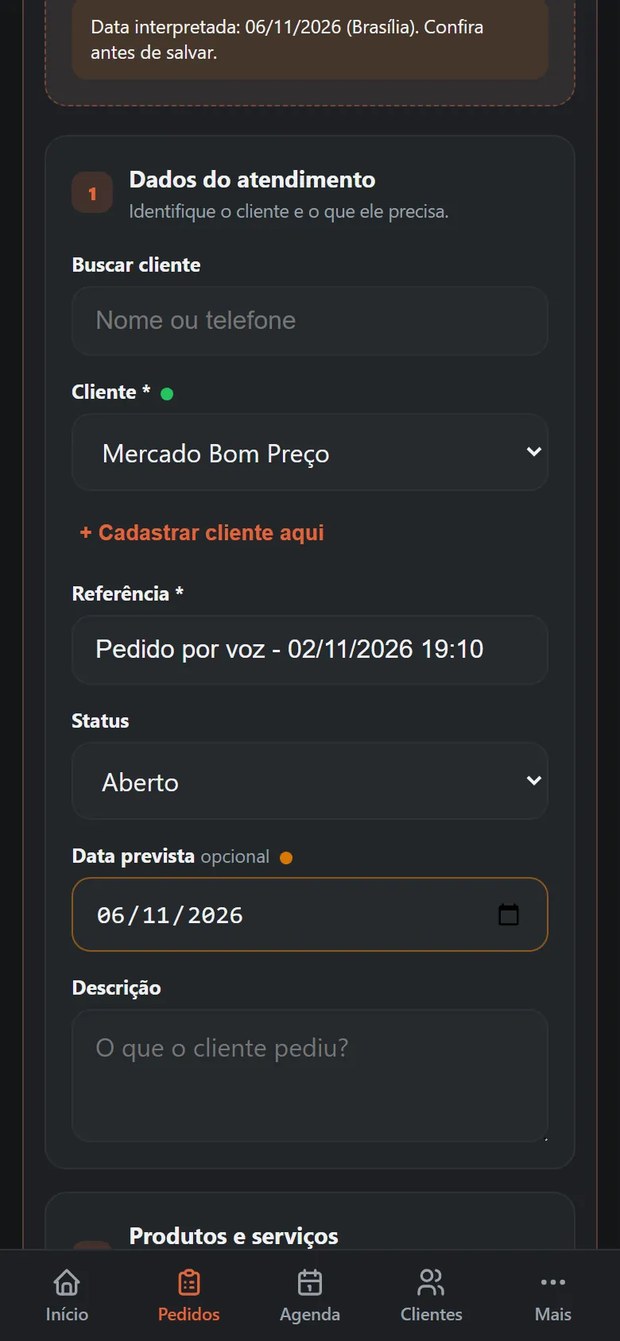 Data interpretada: 06/11/2026 (Brasília). Confira
antes de salvar.
1
Dados do atendimento
Identifique o cliente e o que ele precisa.
Buscar cliente
Nome ou telefone
Cliente *
Mercado Bom Preço
+ Cadastrar cliente aqui
Referência *
Pedido por voz - 02/11/2026 19:10
Status
Aberto
Data prevista opcional
06/11/2026
Descrição
O que o cliente pediu?
Produtos e serviços
Início
Pedidos
Agenda
Clientes
Mais